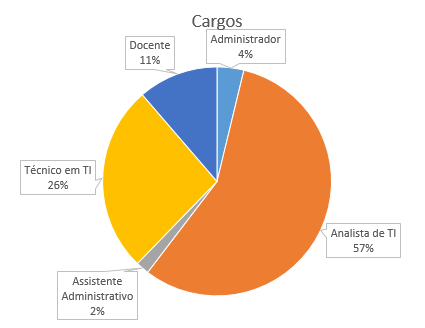 Cargos
Administrador
4%
Analista de TI
57%
Assistente
Administrativo
2%
Técnico em TI
26%
Docente
11%